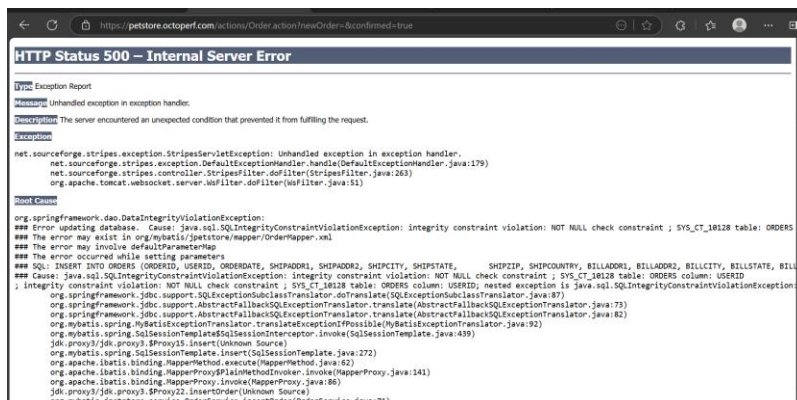 https://petstore.octoperf.com/actions/Order.action?newOrder=&confirmed=true
HTTP Status 500 – Internal Server Error
Type Exception Report
Message Unhandled exception in exception handler.
Description The server encountered an unexpected condition that prevented it from fulfilling the request.
Exception
net.sourceforge.stripes.exception.StripesServletException: Unhandled exception in exception handler.
net.sourceforge.stripes.exception.DefaultExceptionHandler.handle(DefaultExceptionHandler.java:179)
net.sourceforge.stripes.controller.StripesFilter.doFilter(StripesFilter.java:263)
org.apache.tomcat.websocket.server.WsFilter.doFilter(WsFilter.java:51)
Root Cause
org.springframework.dao.DataIntegrityViolationException:
### Error updating database. Cause: java.sql.SQLIntegrityConstraintViolationException: integrity constraint violation: NOT NULL check constraint ; SYS_CT_10128 table: ORDERS
### The error may exist in org/mybatis/jpetstore/mapper/OrderMapper.xml
### The error may involve defaultParameterMap
### The error occurred while setting parameters
### SQL: INSERT INTO ORDERS (ORDERID, USERID, ORDERDATE, SHIPADDR1, SHIPADDR2, SHIPCITY, SHIPSTATE, SHIPZIP, SHIPCOUNTRY, BILLADDR1, BILLADDR2, BILLCITY, BILLSTATE, BILL
### Cause: java.sql.SQLIntegrityConstraintViolationException: integrity constraint violation: NOT NULL check constraint ; SYS_CT_10128 table: ORDERS column: USERID
; integrity constraint violation: NOT NULL check constraint ; SYS_CT_10128 table: ORDERS column: USERID; nested exception is java.sql.SQLIntegrityConstraintViolationException:
org.springframework.jdbc.support.SQLExceptionSubclassTranslator.doTranslate(SQLExceptionSubclassTranslator.java:87)
org.springframework.jdbc.support.AbstractFallbackSQLExceptionTranslator.translate(AbstractFallbackSQLExceptionTranslator.java:73)
org.springframework.jdbc.support.AbstractFallbackSQLExceptionTranslator.translate(AbstractFallbackSQLExceptionTranslator.java:82)
org.mybatis.spring.MyBatisExceptionTranslator.translateExceptionIfPossible(MyBatisExceptionTranslator.java:92)
org.mybatis.spring.SqlSessionTemplate$SqlSessionInterceptor.invoke(SqlSessionTemplate.java:439)
jdk.proxy3/jdk.proxy3.$Proxy15.insert(Unknown Source)
org.mybatis.spring.SqlSessionTemplate.insert(SqlSessionTemplate.java:272)
org.apache.ibatis.binding.MapperMethod.execute(MapperMethod.java:62)
org.apache.ibatis.binding.MapperProxy$PlainMethodInvoker.invoke(MapperProxy.java:141)
org.apache.ibatis.binding.MapperProxy.invoke(MapperProxy.java:86)
jdk.proxy3/jdk.proxy3.$Proxy22.insertOrder(Unknown Source)